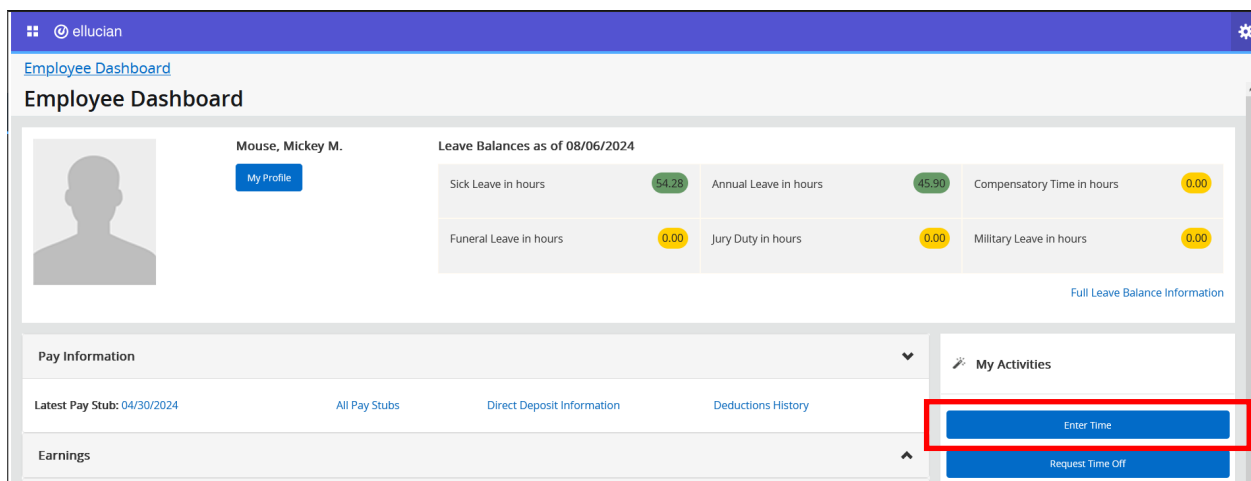 ellucian
Employee Dashboard
Employee Dashboard
Mouse, Mickey M.
My Profile
Leave Balances as of 08/06/2024
Sick Leave in hours 54.28 Annual Leave in hours 45.90 Compensatory Time in hours 0.00
Funeral Leave in hours 0.00 Jury Duty in hours 0.00 Military Leave in hours 0.00
Full Leave Balance Information
Pay Information
Latest Pay Stub: 04/30/2024 All Pay Stubs Direct Deposit Information Deductions History
Earnings
My Activities
Enter Time
Request Time Off